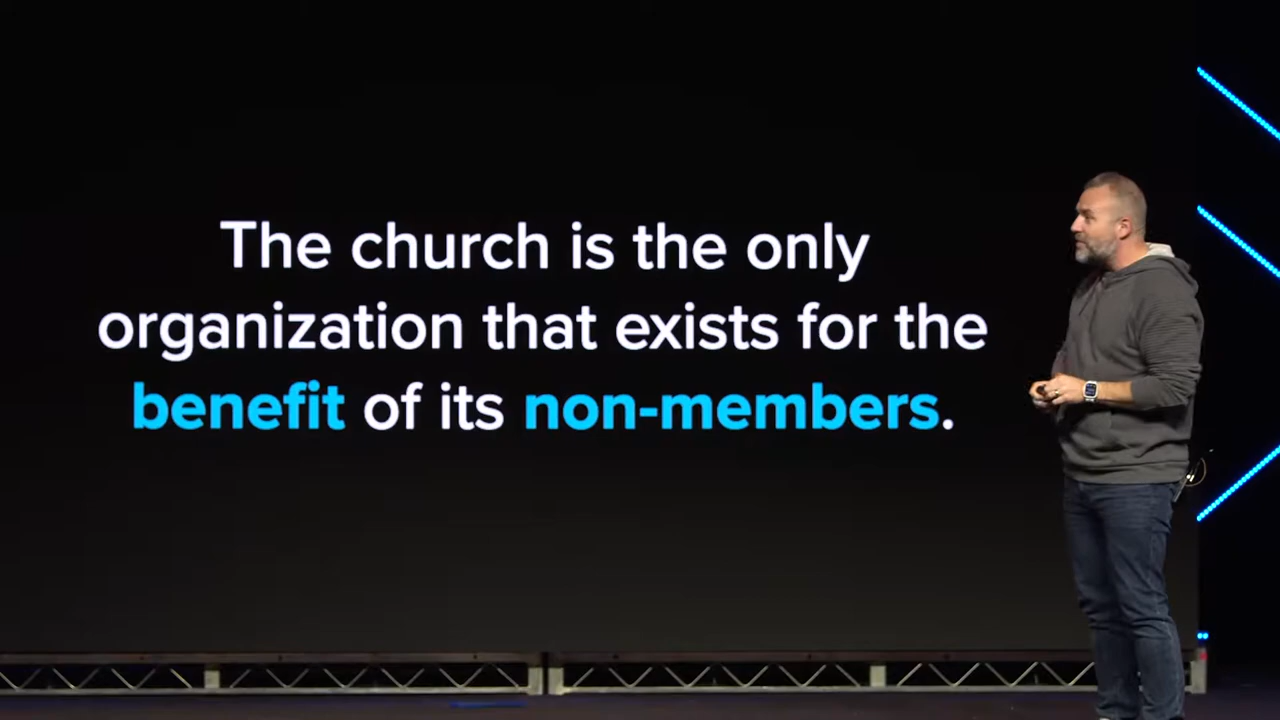 The church is the only
organization that exists for the
benefit of its non-members.